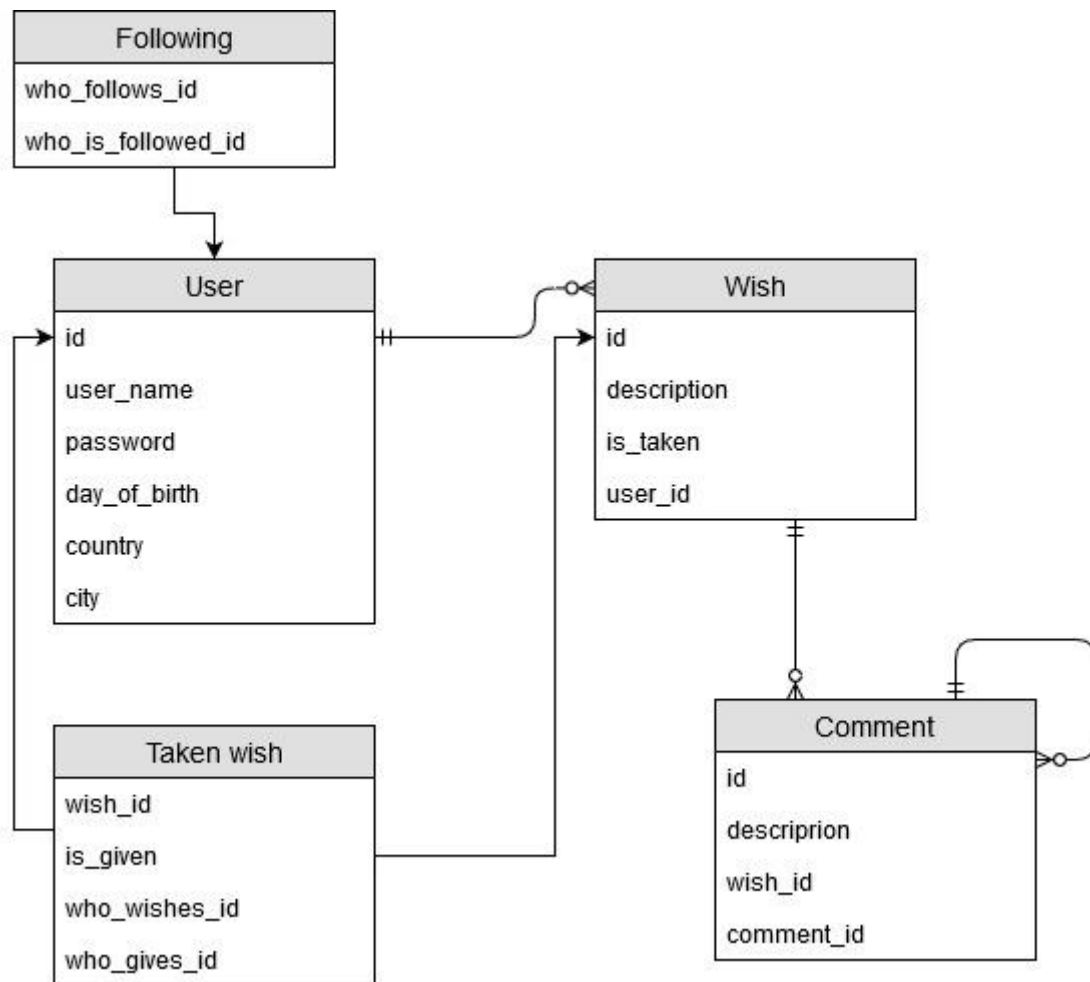 Following
who_follows_id
who_is_followed_id
User
id
user_name
password
day_of_birth
country
city
Wish
id
description
is_taken
user_id
Taken wish
wish_id
is_given
who_wishes_id
who_gives_id
Comment
id
descriprion
wish_id
comment_id